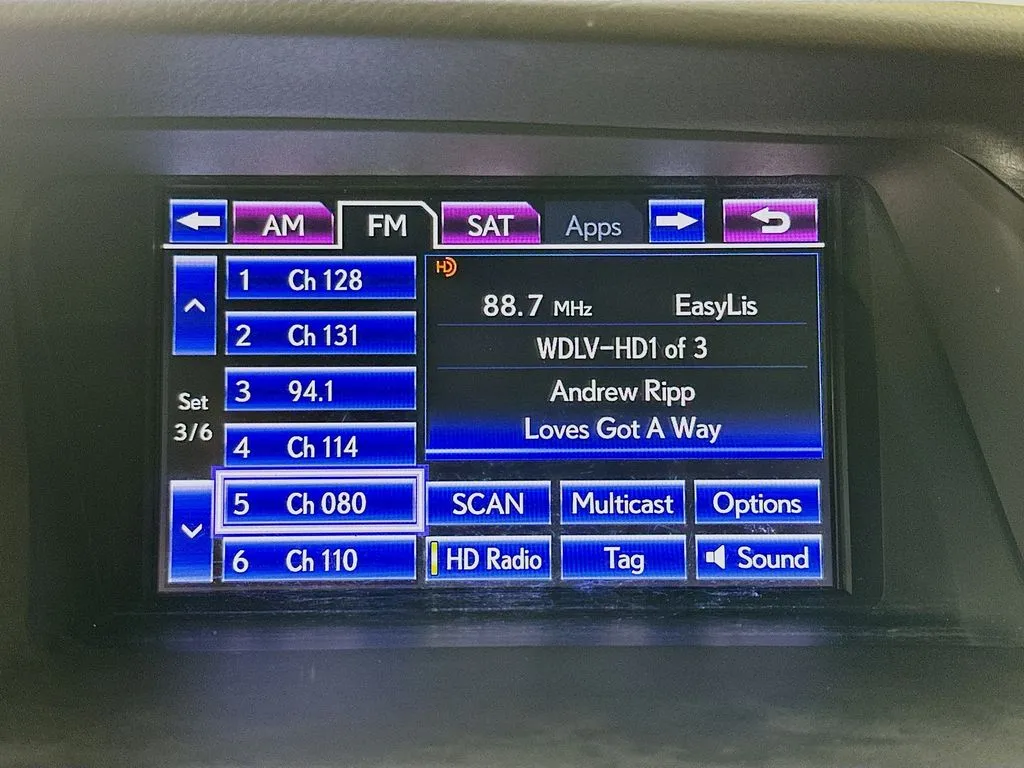 AM FM SAT Apps
1 Ch 128
2 Ch 131
3 94.1
4 Ch 114
5 Ch 080
6 Ch 110
Set
3/6
HD
88.7 MHz EasyLis
WDLV-HD1 of 3
Andrew Ripp
Loves Got A Way
SCAN Multicast Options
HD Radio Tag Sound